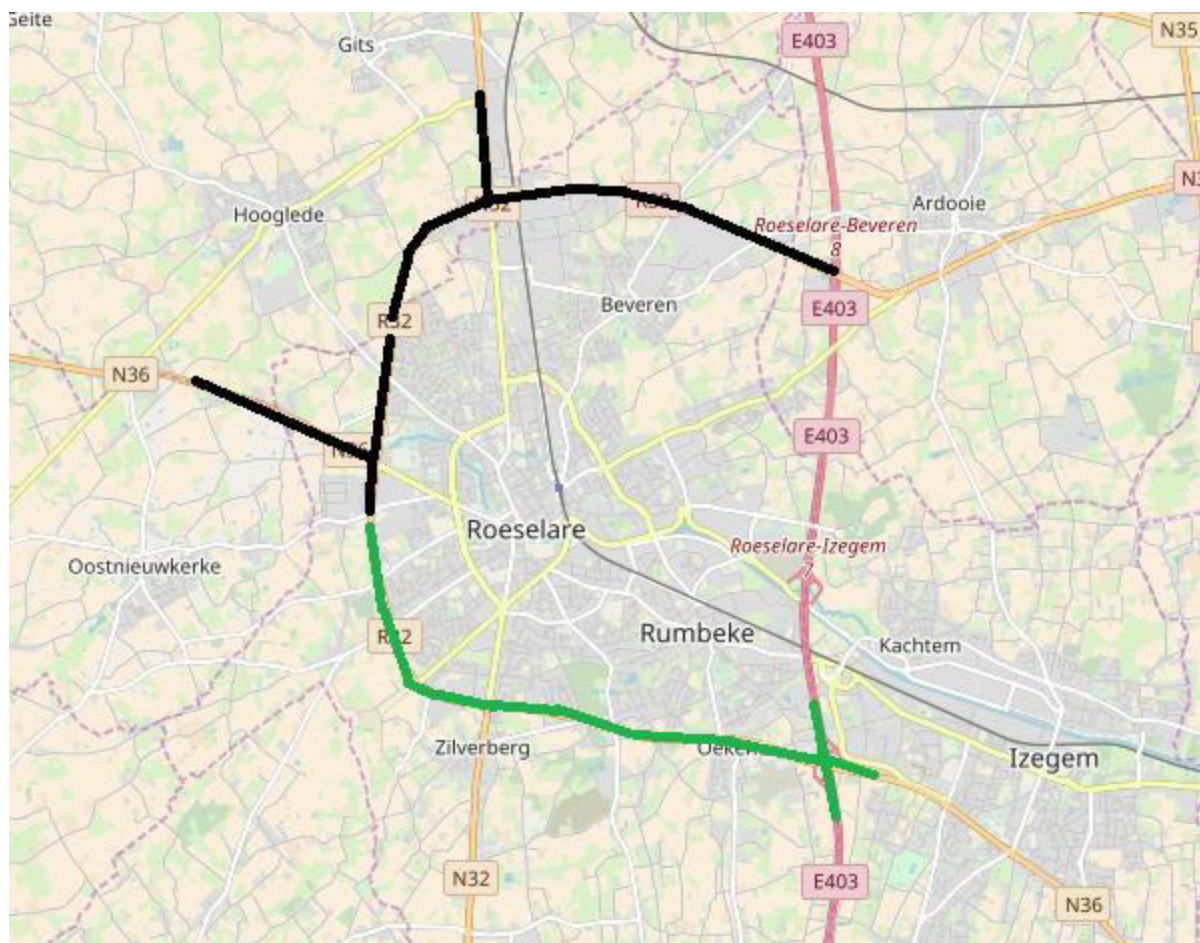 Gits
E403
N35
Hooglede
Ardooie
Roeselare-Beveren
8
Beveren
E403
R32
N36
E403
Roeselare
Roeselare-Izegem
7
Oostnieuwkerke
Rumbeke
Kachtem
Zilverberg
Izegem
N32
E403
N36